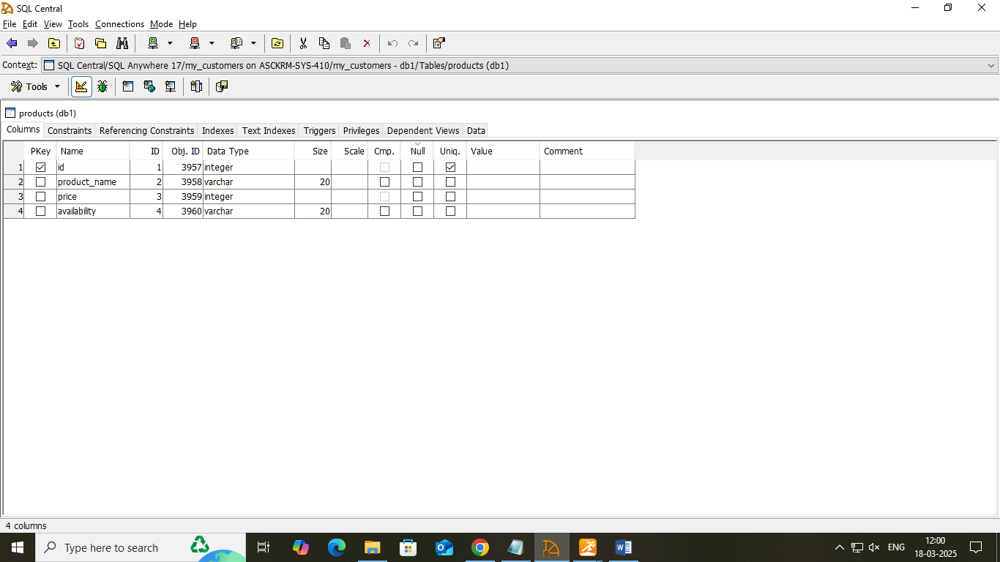 SQL Central
File Edit View Tools Connections Mode Help
Context: SQL Central/SQL Anywhere 17/my_customers on ASCKRM-SYS-410/my_customers - db1/Tables/products (db1)
Tools
products (db1)
Columns Constraints Referencing Constraints Indexes Text Indexes Triggers Privileges Dependent Views Data
PKey Name ID Obj. ID Data Type Size Scale Cmp. Null Uniq. Value Comment
1 id 1 3957 integer
2 product_name 2 3958 varchar 20
3 price 3 3959 integer
4 availability 4 3960 varchar 20
4 columns
Type here to search
ENG
12:00
18-03-2025